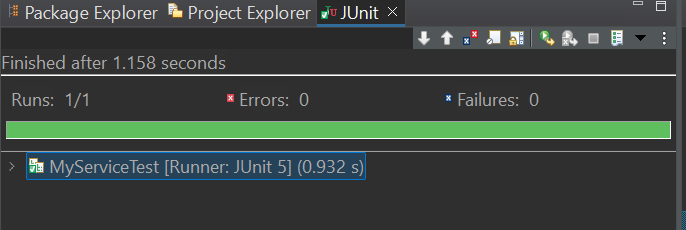 Package Explorer Project Explorer JUnit
Finished after 1.158 seconds
Runs: 1/1 Errors: 0 Failures: 0
MyServiceTest [Runner: JUnit 5] (0.932 s)